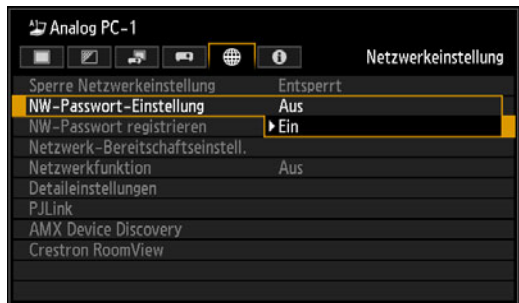 Analog PC-1
Netzwerkeinstellung
Sperre Netzwerkeinstellung Entsperrt
NW-Passwort-Einstellung Aus
NW-Passwort registrieren Ein
Netzwerk-Bereitschaftseinstell.
Netzwerkfunktion Aus
Detaileinstellungen
PJLink
AMX Device Discovery
Crestron RoomView